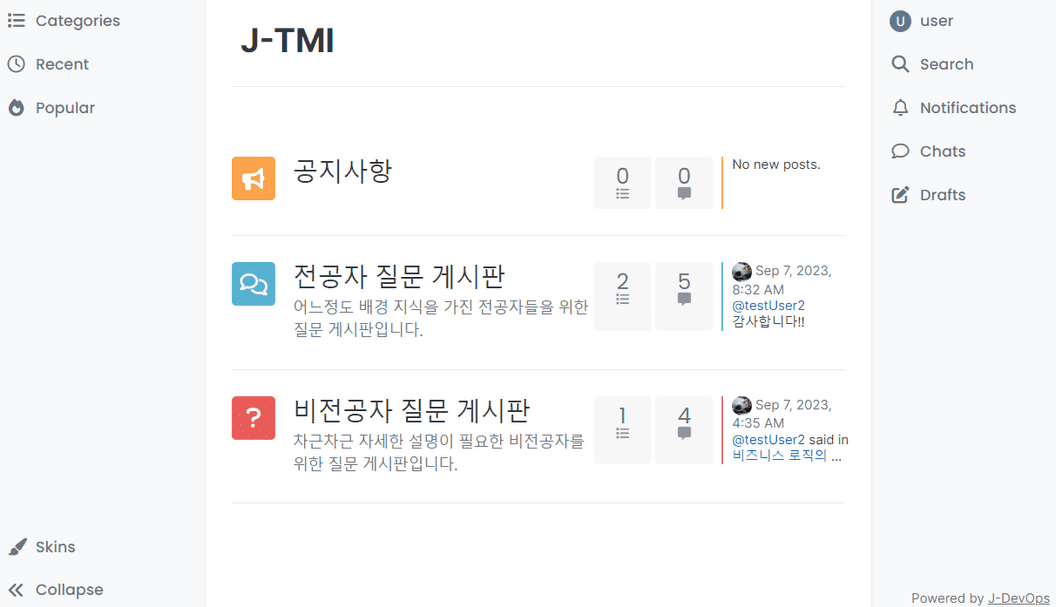 Categories
Recent
Popular
Skins
Collapse
J-TMI
공지사항
0
0
No new posts.
전공자 질문 게시판
어느정도 배경 지식을 가진 전공자들을 위한
질문 게시판입니다.
2
5
Sep 7, 2023,
8:32 AM
@testUser2
감사합니다!!
비전공자 질문 게시판
차근차근 자세한 설명이 필요한 비전공자를
위한 질문 게시판입니다.
1
4
Sep 7, 2023,
4:35 AM
@testUser2 said in
비즈니스 로직의 ...
U user
Search
Notifications
Chats
Drafts
Powered by J-DevOps